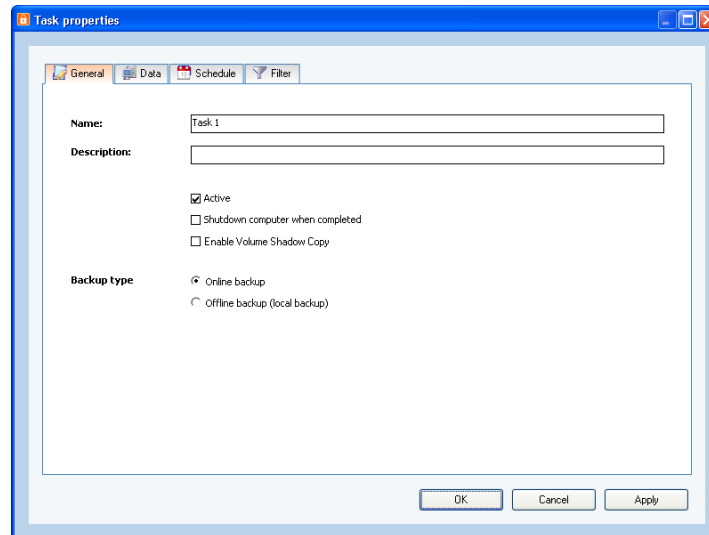 Task properties
General Data Schedule Filter
Name: Task 1
Description:
Active
Shutdown computer when completed
Enable Volume Shadow Copy
Backup type Online backup
Offline backup (local backup)
OK Cancel Apply